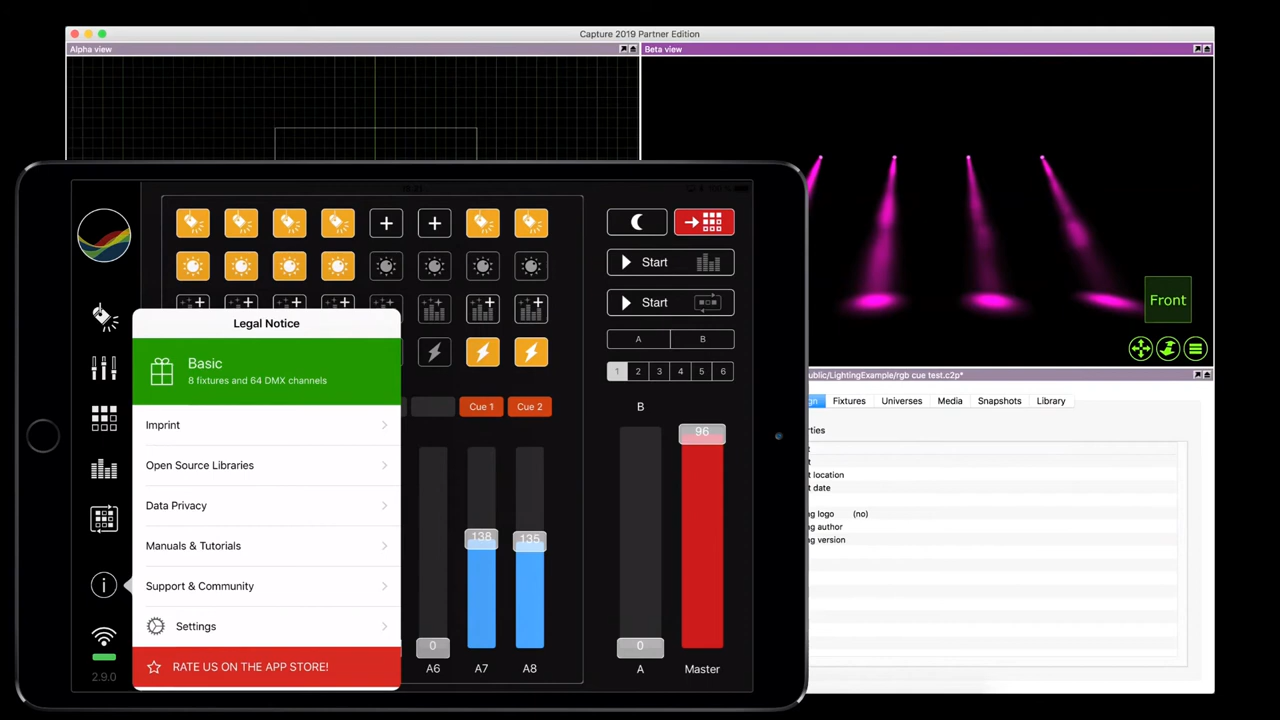 Capture 2019 Partner Edition
Alpha view
Beta view
Front
Start
Start
A B
1 2 3 4 5 6
B
Legal Notice
Basic
8 fixtures and 64 DMX channels
Imprint
Open Source Libraries
Data Privacy
Manuals & Tutorials
Support & Community
Settings
RATE US ON THE APP STORE!
2.9.0
Cue 1
Cue 2
138
135
0
A6
A7
A8
96
0
A
Master
ublic/LightingExample/rgb cue test.c2p*
Fixtures
Universes
Media
Snapshots
Library
rties
t location
t date
ng logo (no)
ng author
ng version